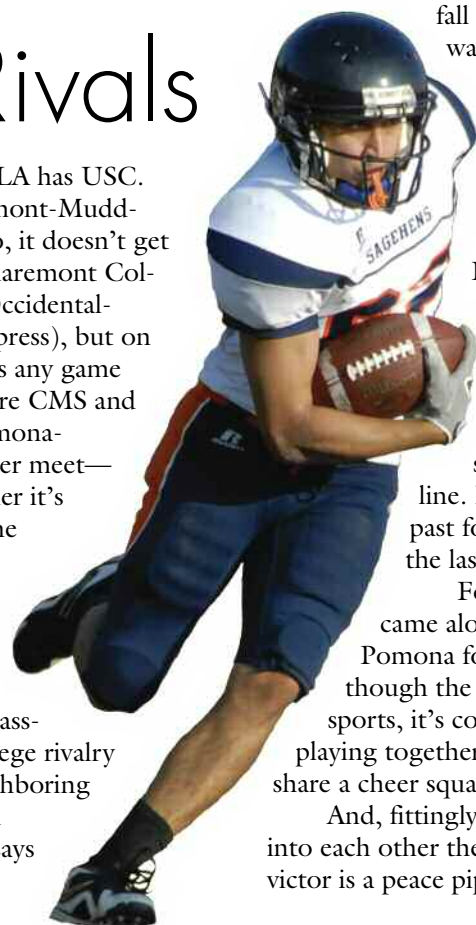 Rivals
LA has USC.
mont-Mudd-
o, it doesn't get
laremont Col-
Occidental-
press), but on
s any game
re CMS and
mona-
er meet—
er it's
ne
ass-
ege rivalry
hboring
ays
SAGEHENS
fall
wa
line.
past fo
the las
Fo
came alo
Pomona fo
though the
sports, it's co
playing together
share a cheer squa
And, fittingly
into each other the
victor is a peace pip